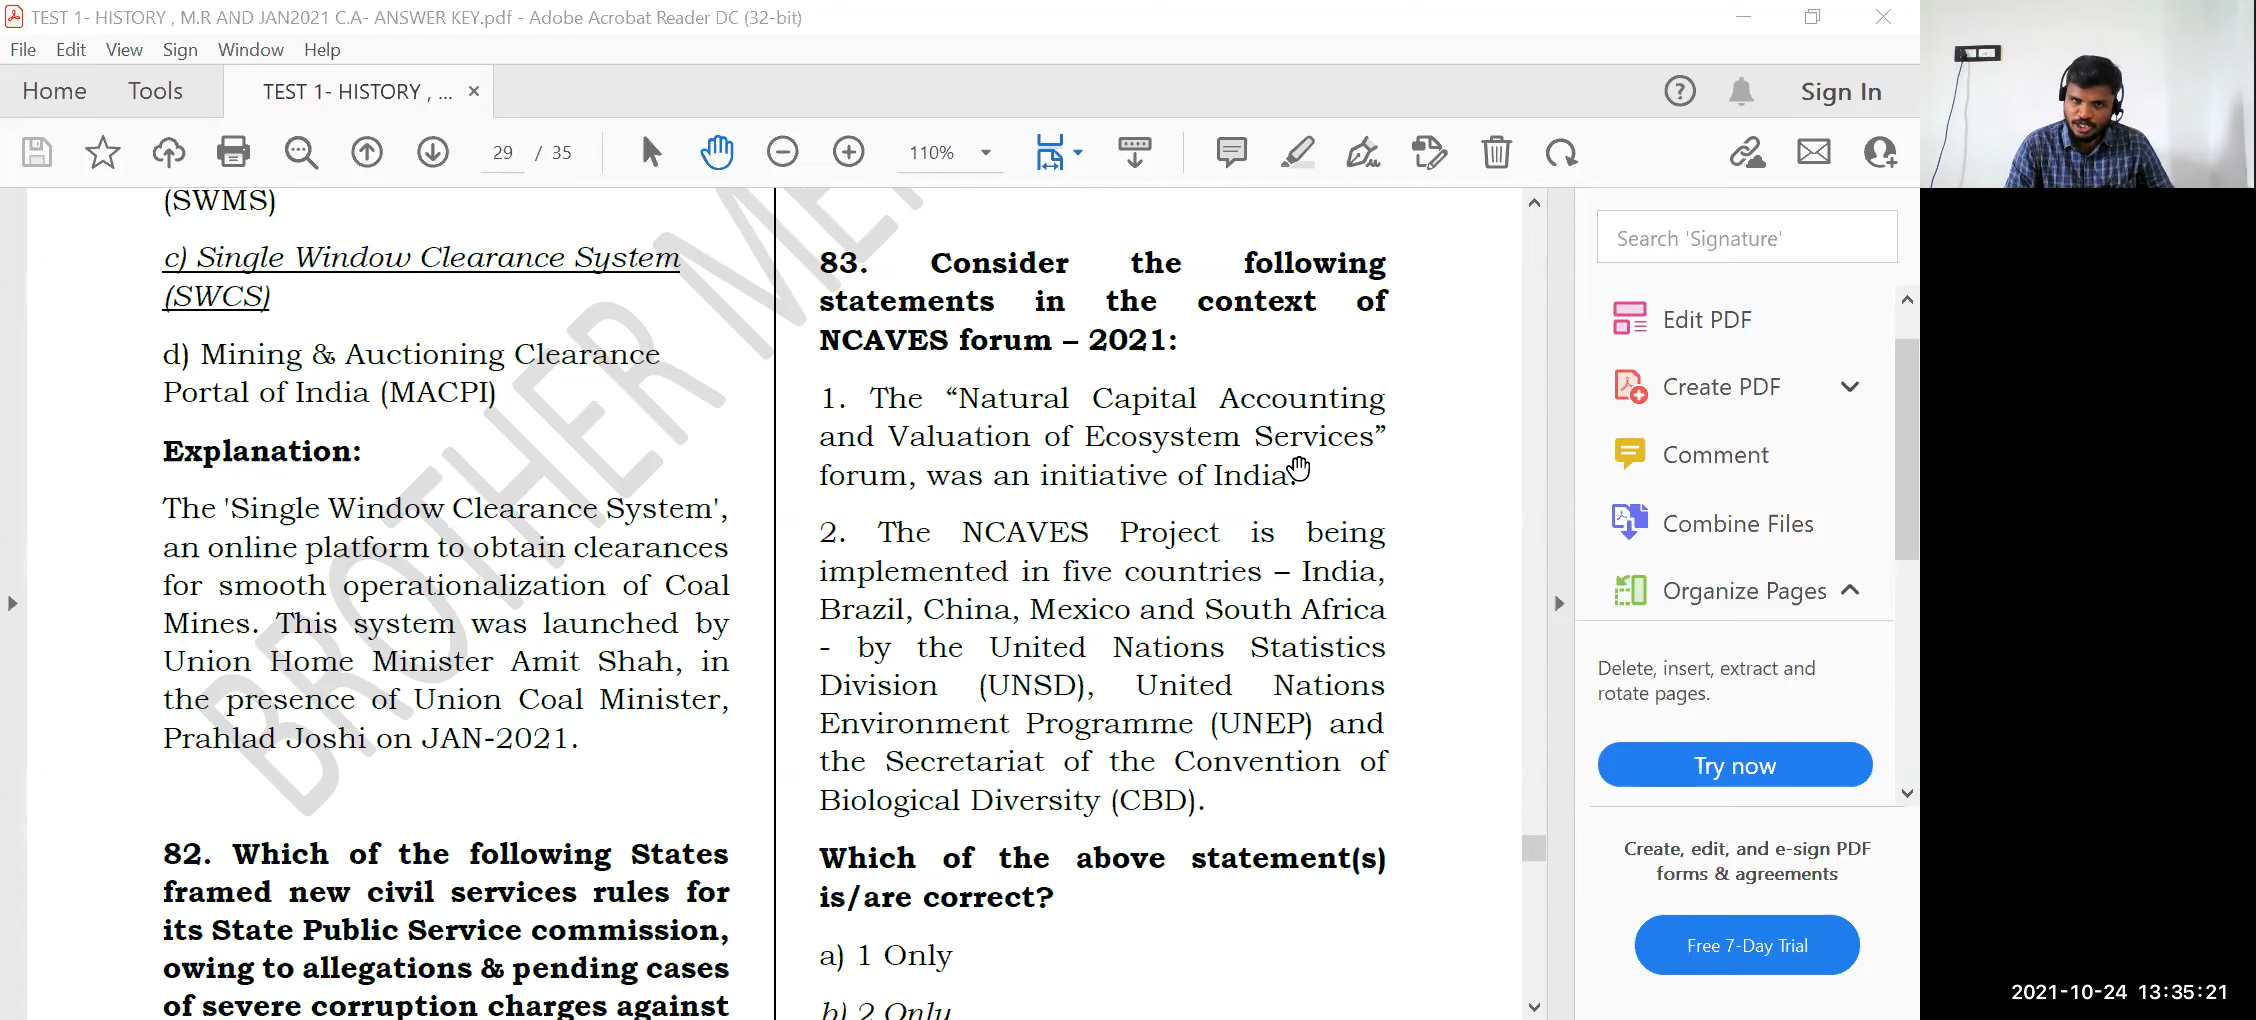 TEST 1- HISTORY , M.R AND JAN2021 C.A- ANSWER KEY.pdf - Adobe Acrobat Reader DC (32-bit)
File Edit View Sign Window Help
Home Tools TEST 1- HISTORY , ... ×
? Sign In
29 / 35
110%
(SWMS)
c) Single Window Clearance System
(SWCS)
d) Mining & Auctioning Clearance
Portal of India (MACPI)
Explanation:
The 'Single Window Clearance System',
an online platform to obtain clearances
for smooth operationalization of Coal
Mines. This system was launched by
Union Home Minister Amit Shah, in
the presence of Union Coal Minister,
Prahlad Joshi on JAN-2021.
82. Which of the following States
framed new civil services rules for
its State Public Service commission,
owing to allegations & pending cases
of severe corruption charges against
BROTHER ME
83. Consider the following
statements in the context of
NCAVES forum – 2021:
1. The “Natural Capital Accounting
and Valuation of Ecosystem Services”
forum, was an initiative of India.
2. The NCAVES Project is being
implemented in five countries – India,
Brazil, China, Mexico and South Africa
- by the United Nations Statistics
Division (UNSD), United Nations
Environment Programme (UNEP) and
the Secretariat of the Convention of
Biological Diversity (CBD).
Which of the above statement(s)
is/are correct?
a) 1 Only
b) 2 Only
Search 'Signature'
Edit PDF
Create PDF
Comment
Combine Files
Organize Pages
Delete, insert, extract and
rotate pages.
Try now
Create, edit, and e-sign PDF
forms & agreements
Free 7-Day Trial
2021-10-24 13:35:21